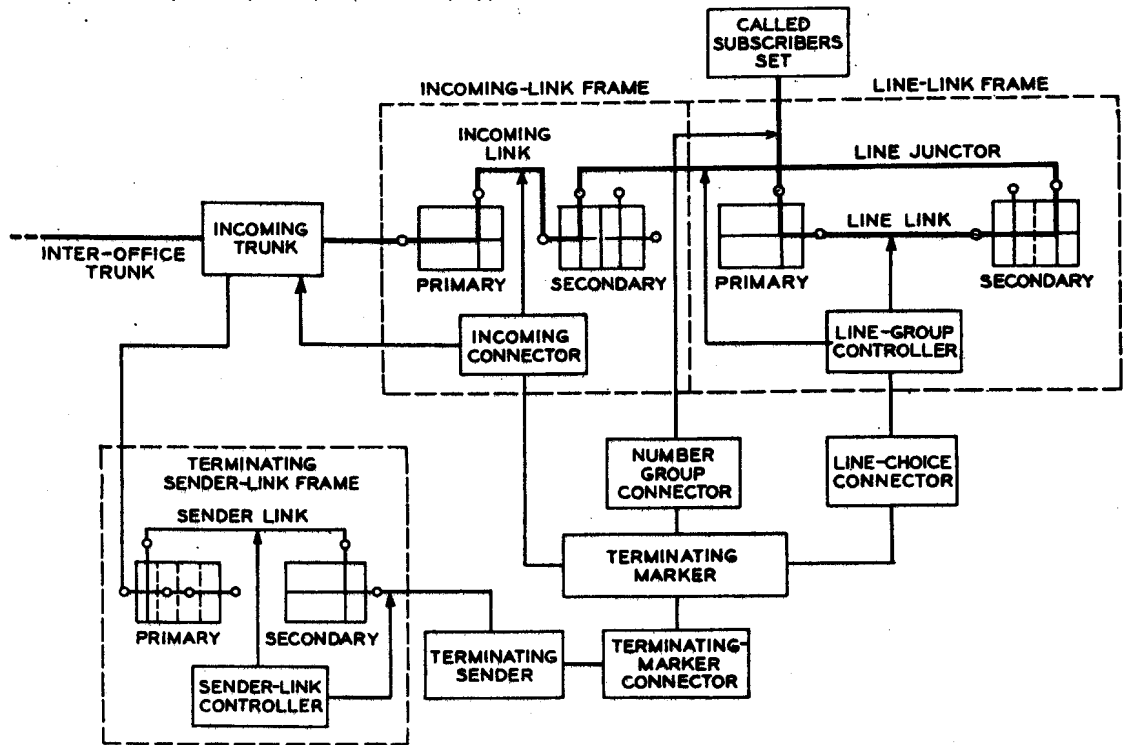 CALLED
SUBSCRIBERS
SET
INCOMING-LINK FRAME
LINE-LINK FRAME
INCOMING
LINK
LINE JUNCTOR
INCOMING
TRUNK
INTER-OFFICE
TRUNK
LINE LINK
PRIMARY
SECONDARY
PRIMARY
SECONDARY
INCOMING
CONNECTOR
LINE-GROUP
CONTROLLER
NUMBER
GROUP
CONNECTOR
LINE-CHOICE
CONNECTOR
TERMINATING
SENDER-LINK FRAME
SENDER LINK
TERMINATING
MARKER
PRIMARY
SECONDARY
TERMINATING
SENDER
TERMINATING-
MARKER
CONNECTOR
SENDER-LINK
CONTROLLER